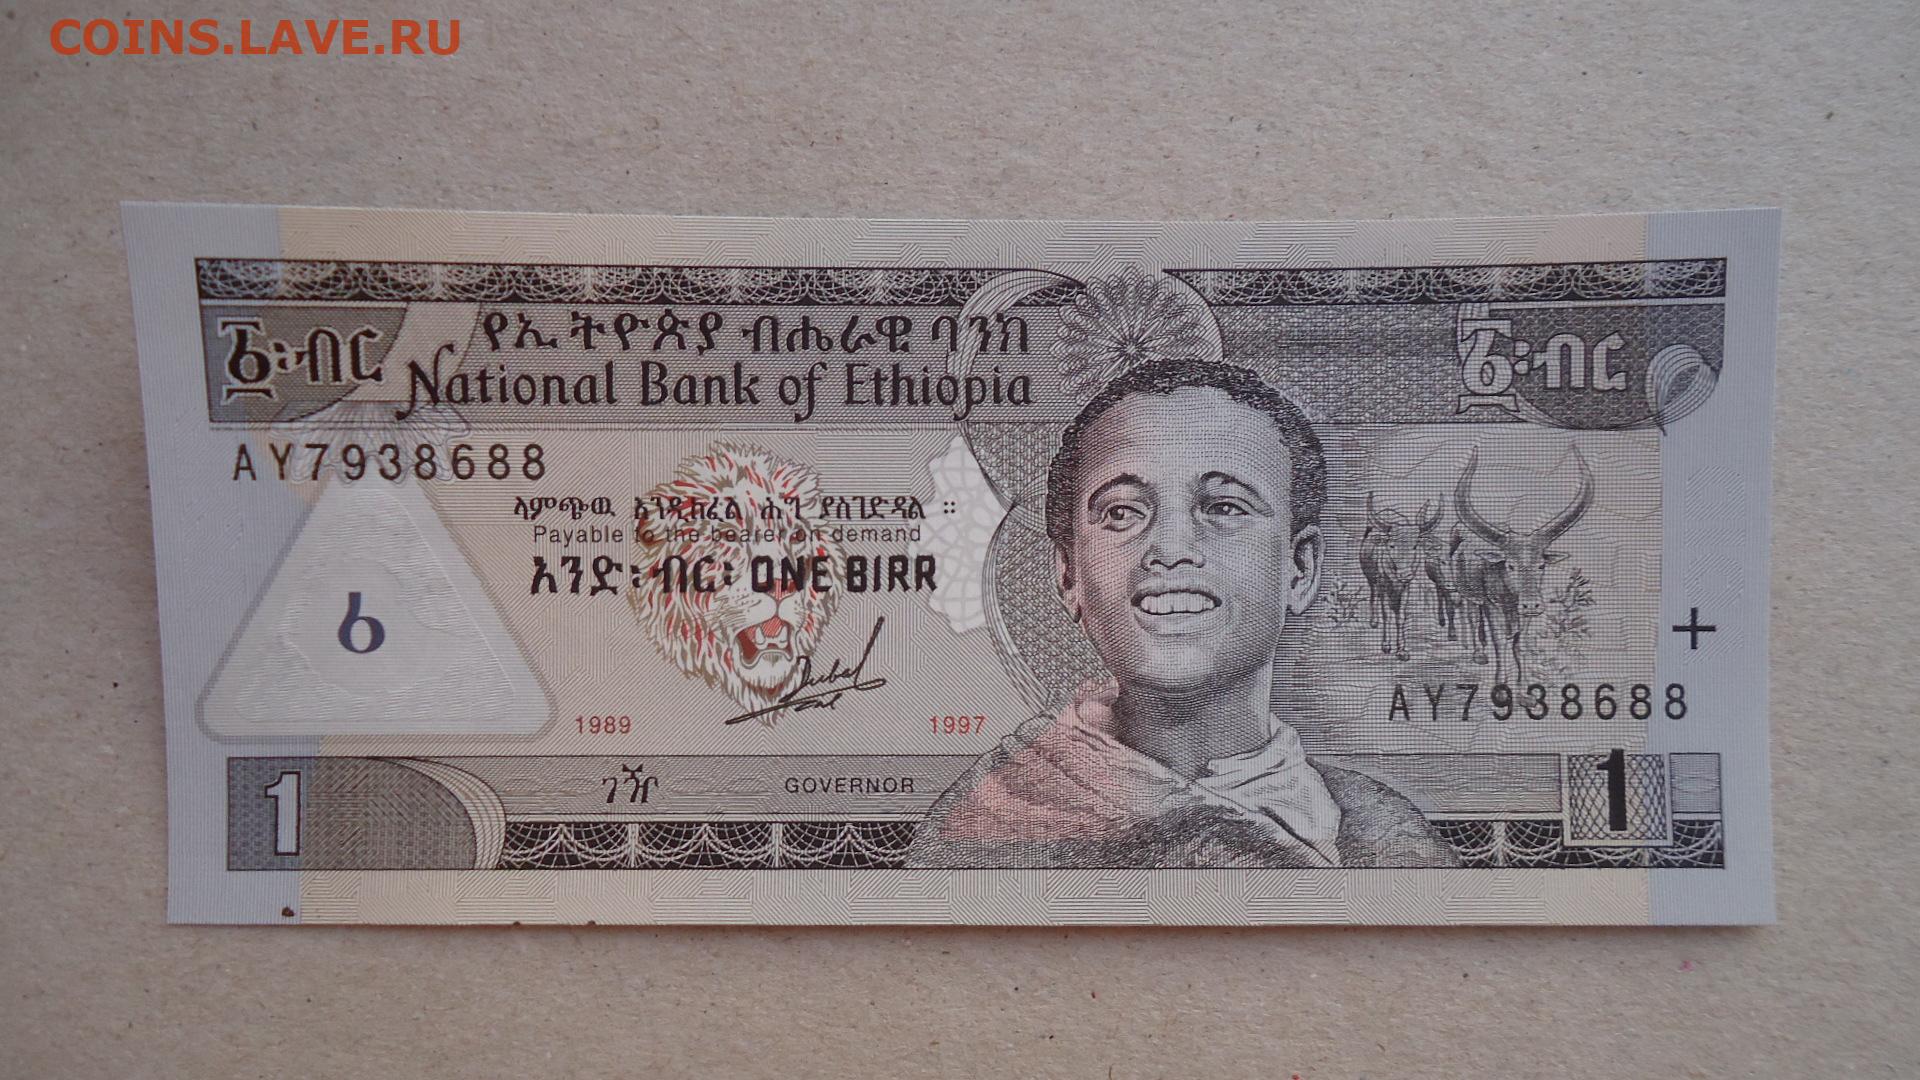 COINS.LAVE.RU
፩፡ብር
የኢትዮጵያ ብሔራዊ ባንክ
፩፡ብር
National Bank of Ethiopia
AY7938688
ላምጭዉ እንዲከፈል ሕግ ያስገድዳል ።
Payable to the bearer on demand
አንድ፡ብር፡ ONE BIRR
AY7938688
1989 1997
ገዥ GOVERNOR
1 1